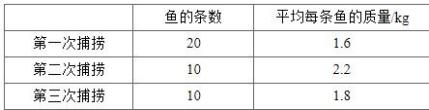 鱼的条数 平均每条鱼的质量/kg
第一次捕捞 20 1.6
第二次捕捞 10 2.2
第三次捕捞 10 1.8